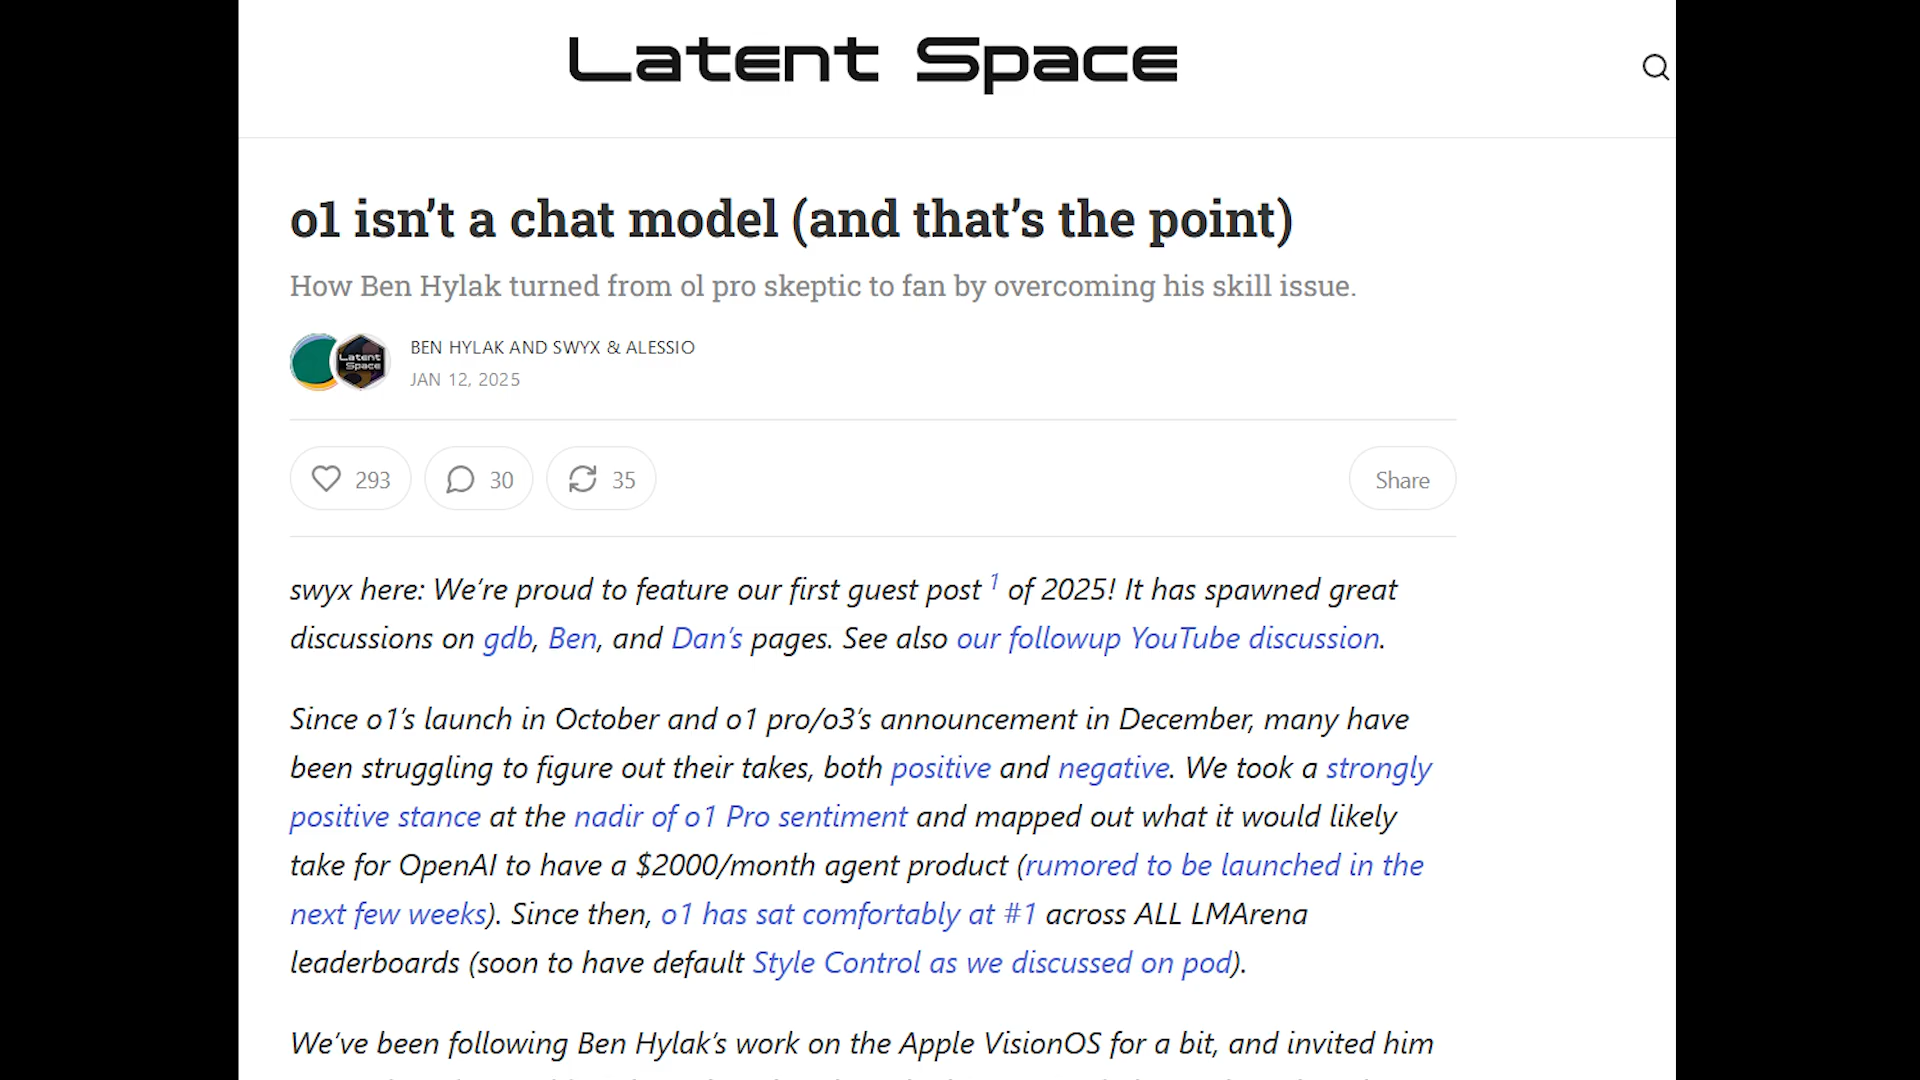 Latent Space
o1 isn’t a chat model (and that’s the point)
How Ben Hylak turned from ol pro skeptic to fan by overcoming his skill issue.
Latent
Space
BEN HYLAK AND SWYX & ALESSIO
JAN 12, 2025
293 30 35 Share
swyx here: We’re proud to feature our first guest post 1 of 2025! It has spawned great
discussions on gdb, Ben, and Dan’s pages. See also our followup YouTube discussion.
Since o1’s launch in October and o1 pro/o3’s announcement in December, many have
been struggling to figure out their takes, both positive and negative. We took a strongly
positive stance at the nadir of o1 Pro sentiment and mapped out what it would likely
take for OpenAI to have a $2000/month agent product (rumored to be launched in the
next few weeks). Since then, o1 has sat comfortably at #1 across ALL LMArena
leaderboards (soon to have default Style Control as we discussed on pod).
We’ve been following Ben Hylak’s work on the Apple VisionOS for a bit, and invited him